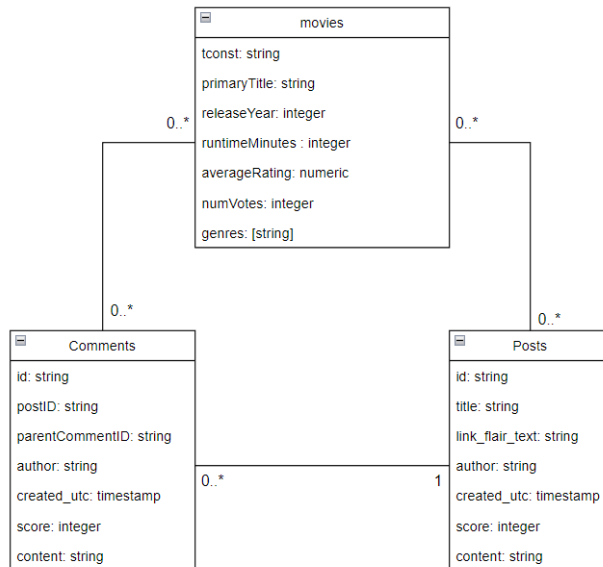 movies
tconst: string
primaryTitle: string
releaseYear: integer
runtimeMinutes : integer
averageRating: numeric
numVotes: integer
genres: [string]
0..*
0..*
0..*
0..*
Comments
id: string
postID: string
parentCommentID: string
author: string
created_utc: timestamp
score: integer
content: string
0..*
1
Posts
id: string
title: string
link_flair_text: string
author: string
created_utc: timestamp
score: integer
content: string